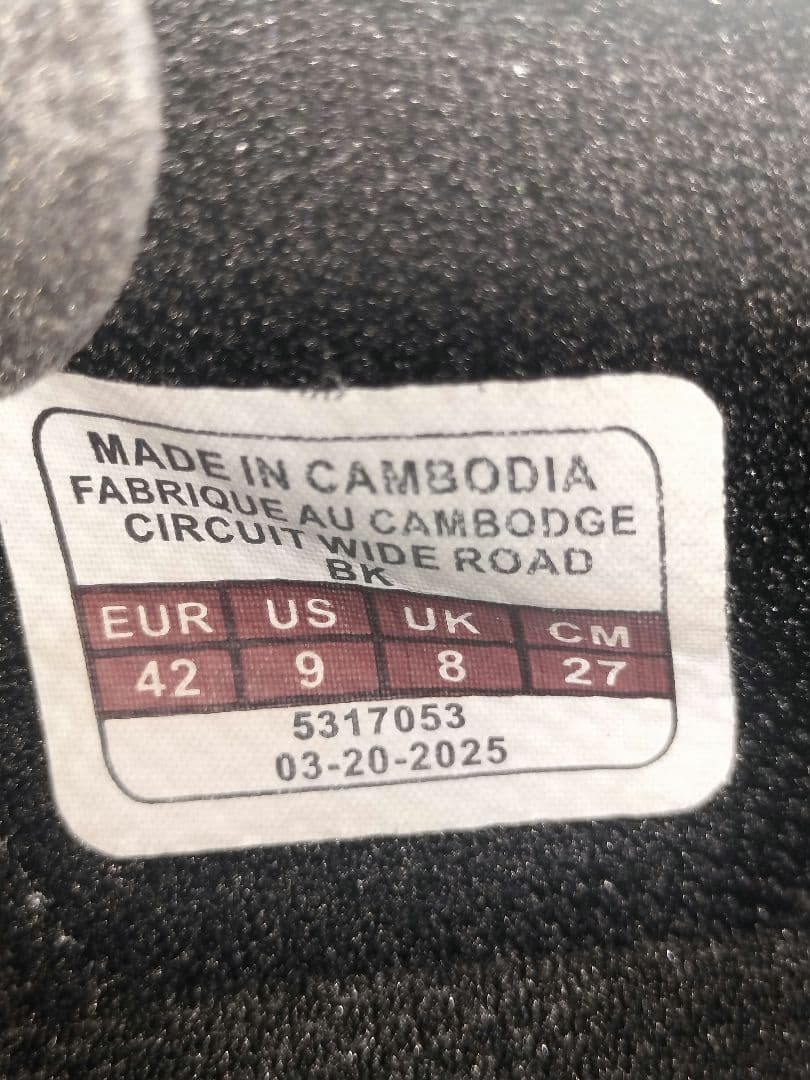 MADE IN CAMBODIA
FABRIQUE AU CAMBODGE
CIRCUIT WIDE ROAD
BK
EUR US UK CM
42 9 8 27
5317053
03-20-2025